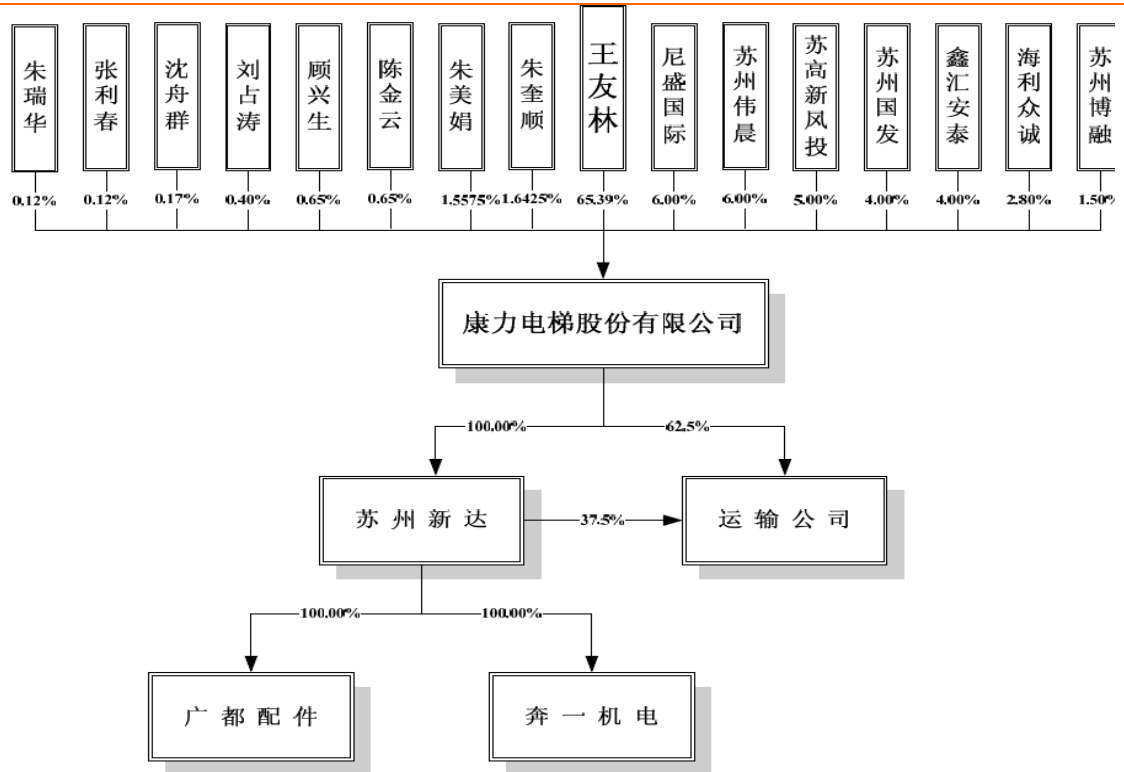 朱瑞华
张利春
沈舟群
刘占涛
顾兴生
陈金云
朱美娟
朱奎顺
王友林
尼盛国际
苏州伟晨
苏高新风投
苏州国发
鑫汇安泰
海利众诚
苏州博融
0.12% 0.12% 0.17% 0.40% 0.65% 0.65% 1.5575% 1.6425% 65.39% 6.00% 6.00% 5.00% 4.00% 4.00% 2.80% 1.50%
康力电梯股份有限公司
100.00% 62.5%
苏州新达 37.5% 运输公司
100.00% 100.00%
广都配件 奔一机电